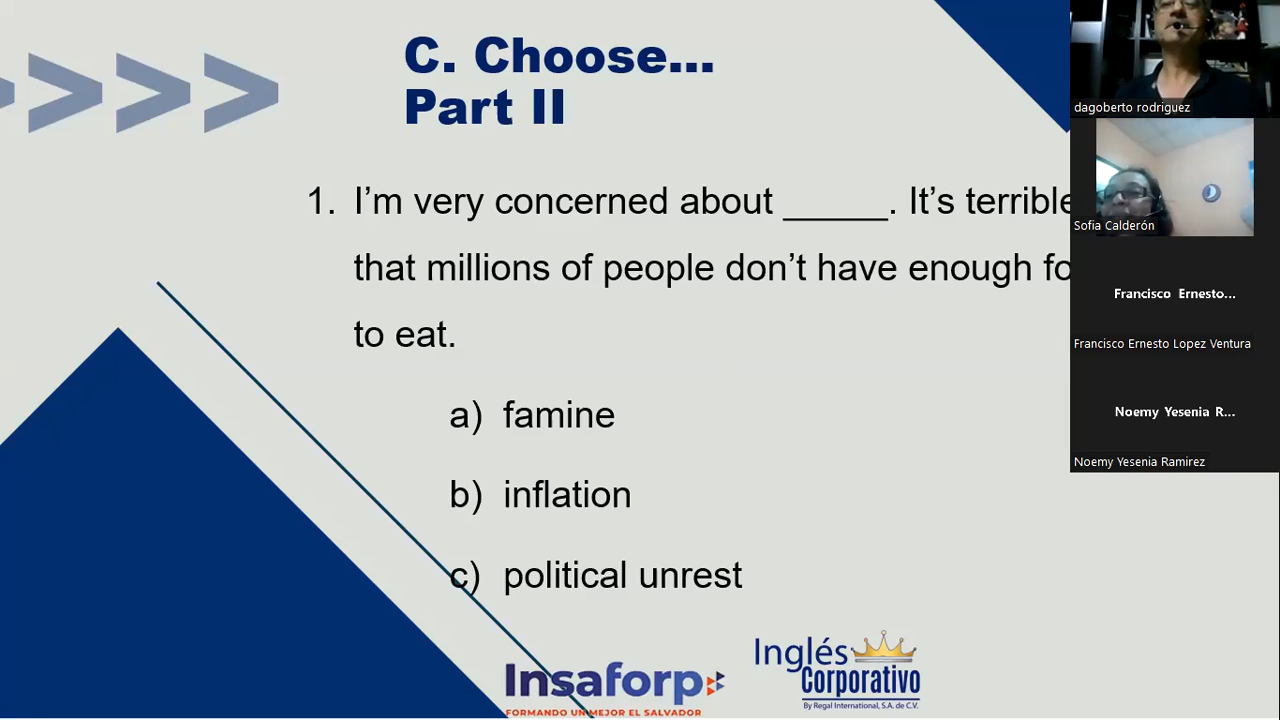 C. Choose...
Part II
1. I’m very concerned about _____. It’s terrible
that millions of people don’t have enough fo
to eat.
a) famine
b) inflation
c) political unrest
Insaforp
FORMANDO UN MEJOR EL SALVADOR
Inglés
Corporativo
By Regal International, S.A. de C.V.
dagoberto rodriguez
Sofia Calderón
Francisco Ernesto...
Francisco Ernesto Lopez Ventura
Noemy Yesenia R...
Noemy Yesenia Ramirez